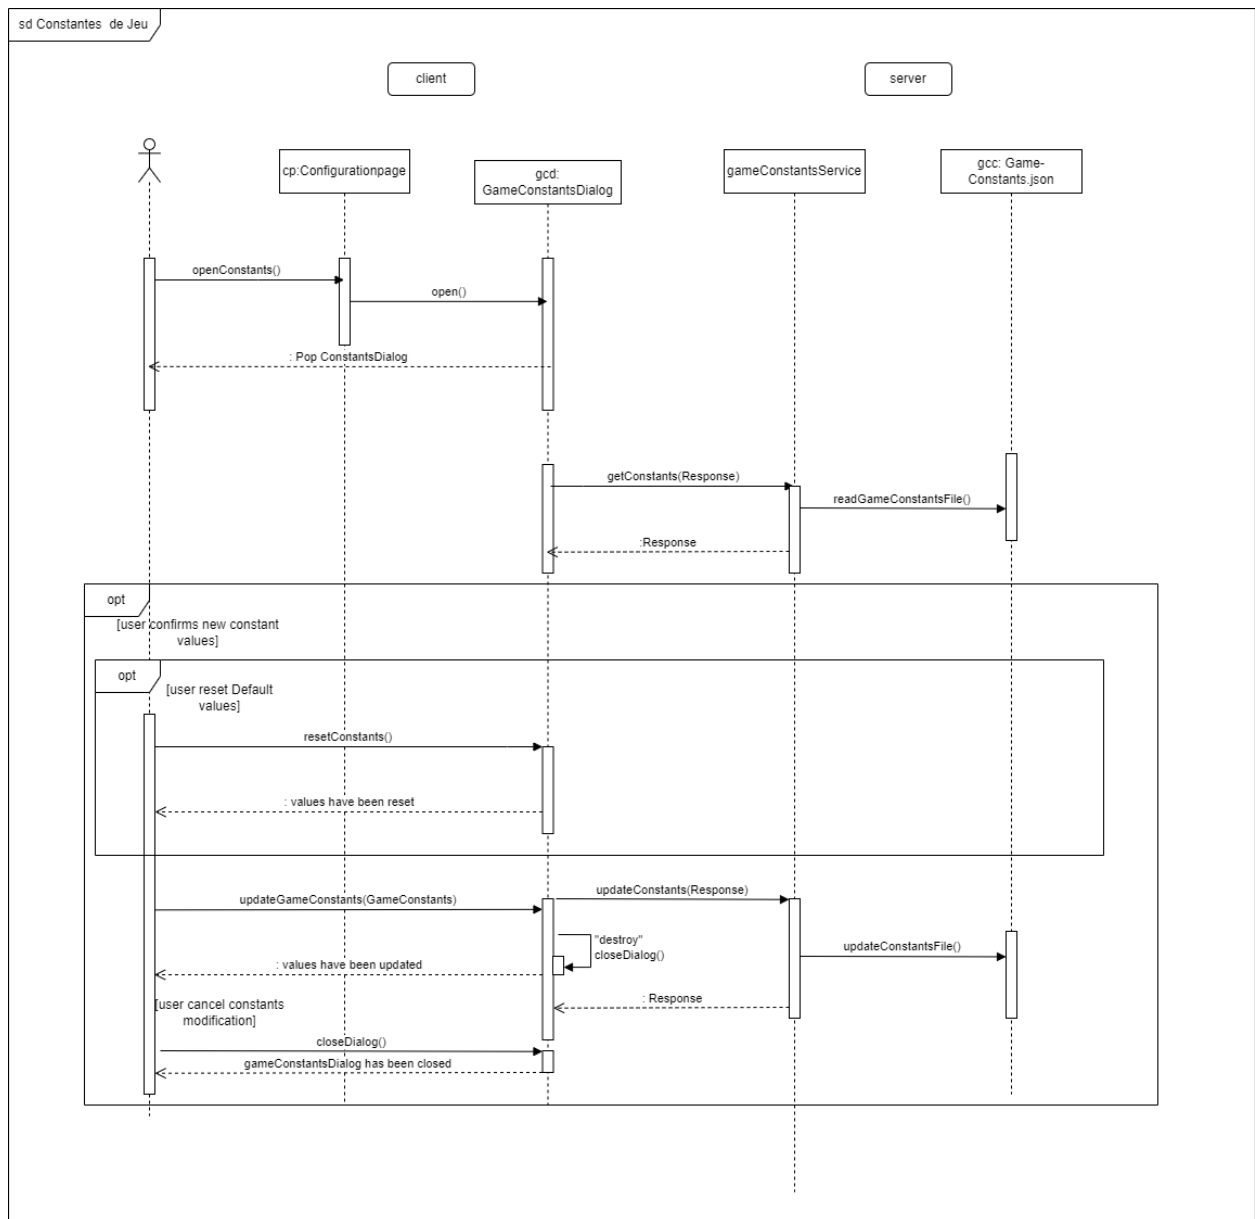 sd Constantes de Jeu
client
server
cp:Configurationpage
gcd:
GameConstantsDialog
gameConstantsService
gcc: Game-
Constants.json
openConstants()
open()
: Pop ConstantsDialog
getConstants(Response)
readGameConstantsFile()
:Response
opt
[user confirms new constant
values]
opt
[user reset Default
values]
resetConstants()
: values have been reset
updateGameConstants(GameConstants)
updateConstants(Response)
"destroy"
closeDialog()
updateConstantsFile()
: values have been updated
: Response
[user cancel constants
modification]
closeDialog()
gameConstantsDialog has been closed